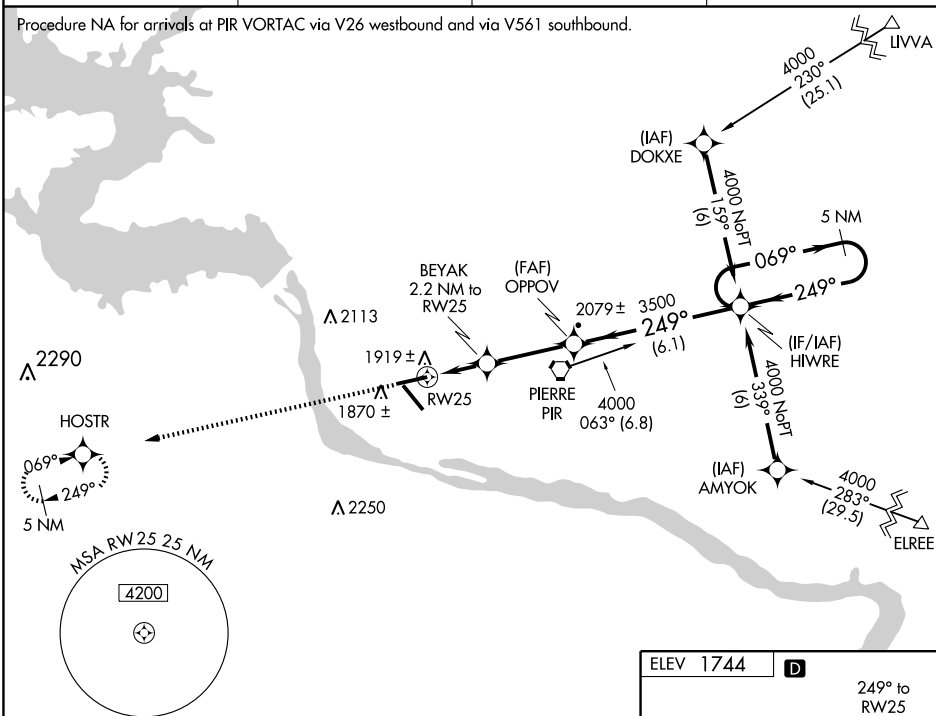 Procedure NA for arrivals at PIR VORTAC via V26 westbound and via V561 southbound.
LIVVA
4000
230°
(25.1)
(IAF)
DOKXE
4000 NoPT
159°
(6)
5 NM
069°
249°
BEYAK
2.2 NM to
RW25
(FAF)
OPPOV
2079 ±
3500
249°
(6.1)
(IF/IAF)
HIWRE
2113
1919 ±
2290
RW25
1870 ±
PIERRE
PIR
4000
063° (6.8)
4000 NoPT
339°
(6)
HOSTR
069°
249°
5 NM
(IAF)
AMYOK
4000
283°
(29.5)
ELREE
2250
MSA RW25 25 NM
4200
ELEV 1744
D
249° to
RW25